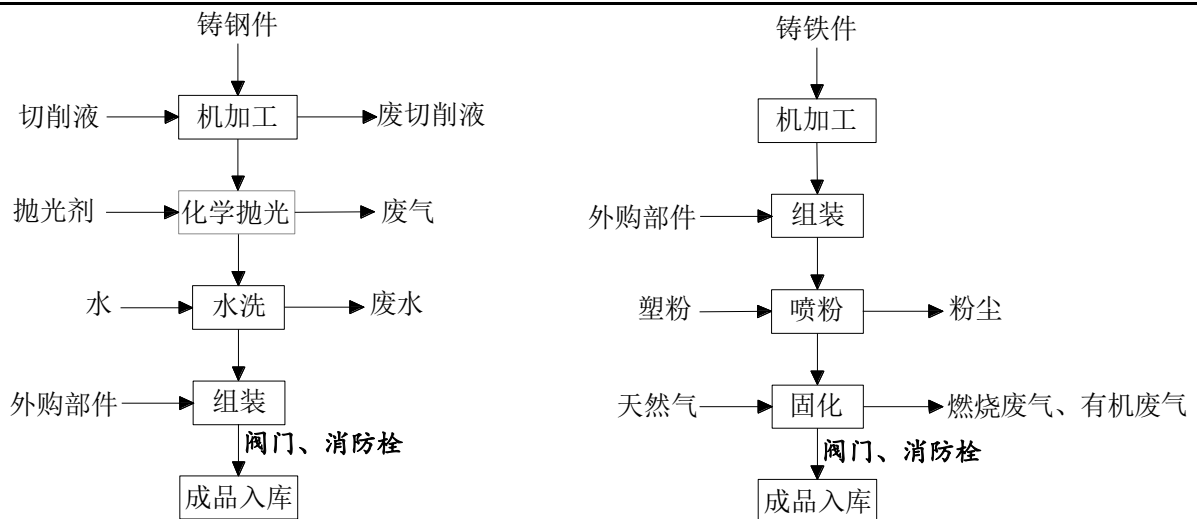 铸钢件
切削液
机加工
废切削液
抛光剂
化学抛光
废气
水
水洗
废水
外购部件
组装
阀门、消防栓
成品入库
铸铁件
机加工
外购部件
组装
塑粉
喷粉
粉尘
天然气
固化
燃烧废气、有机废气
阀门、消防栓
成品入库